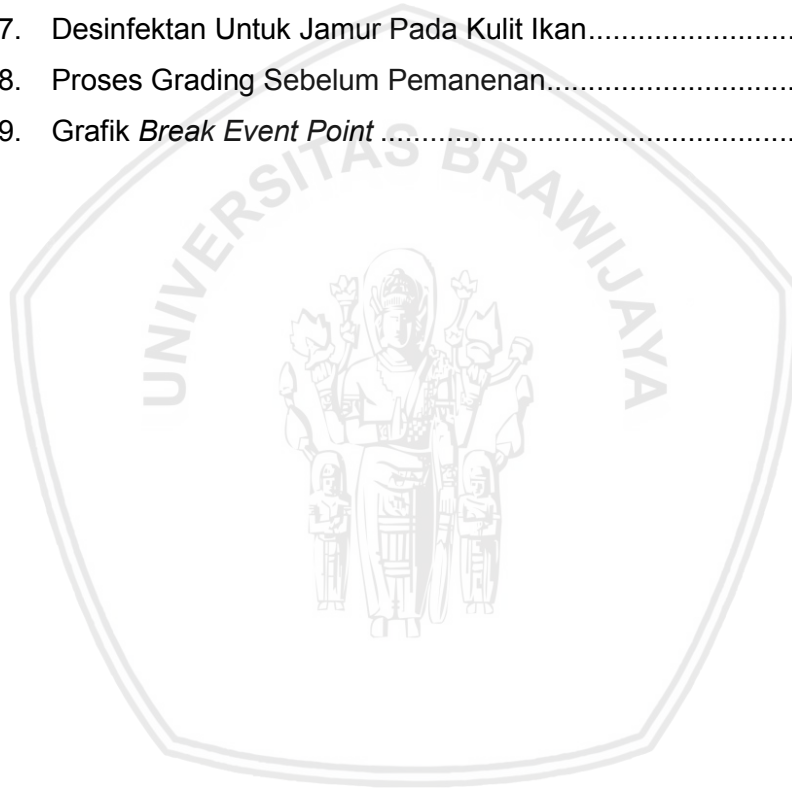 7. Desinfektan Untuk Jamur Pada Kulit Ikan..........................
8. Proses Grading Sebelum Pemanenan...............................
9. Grafik Break Event Point ....................................................
UNIVERSITAS BRAWIJAYA